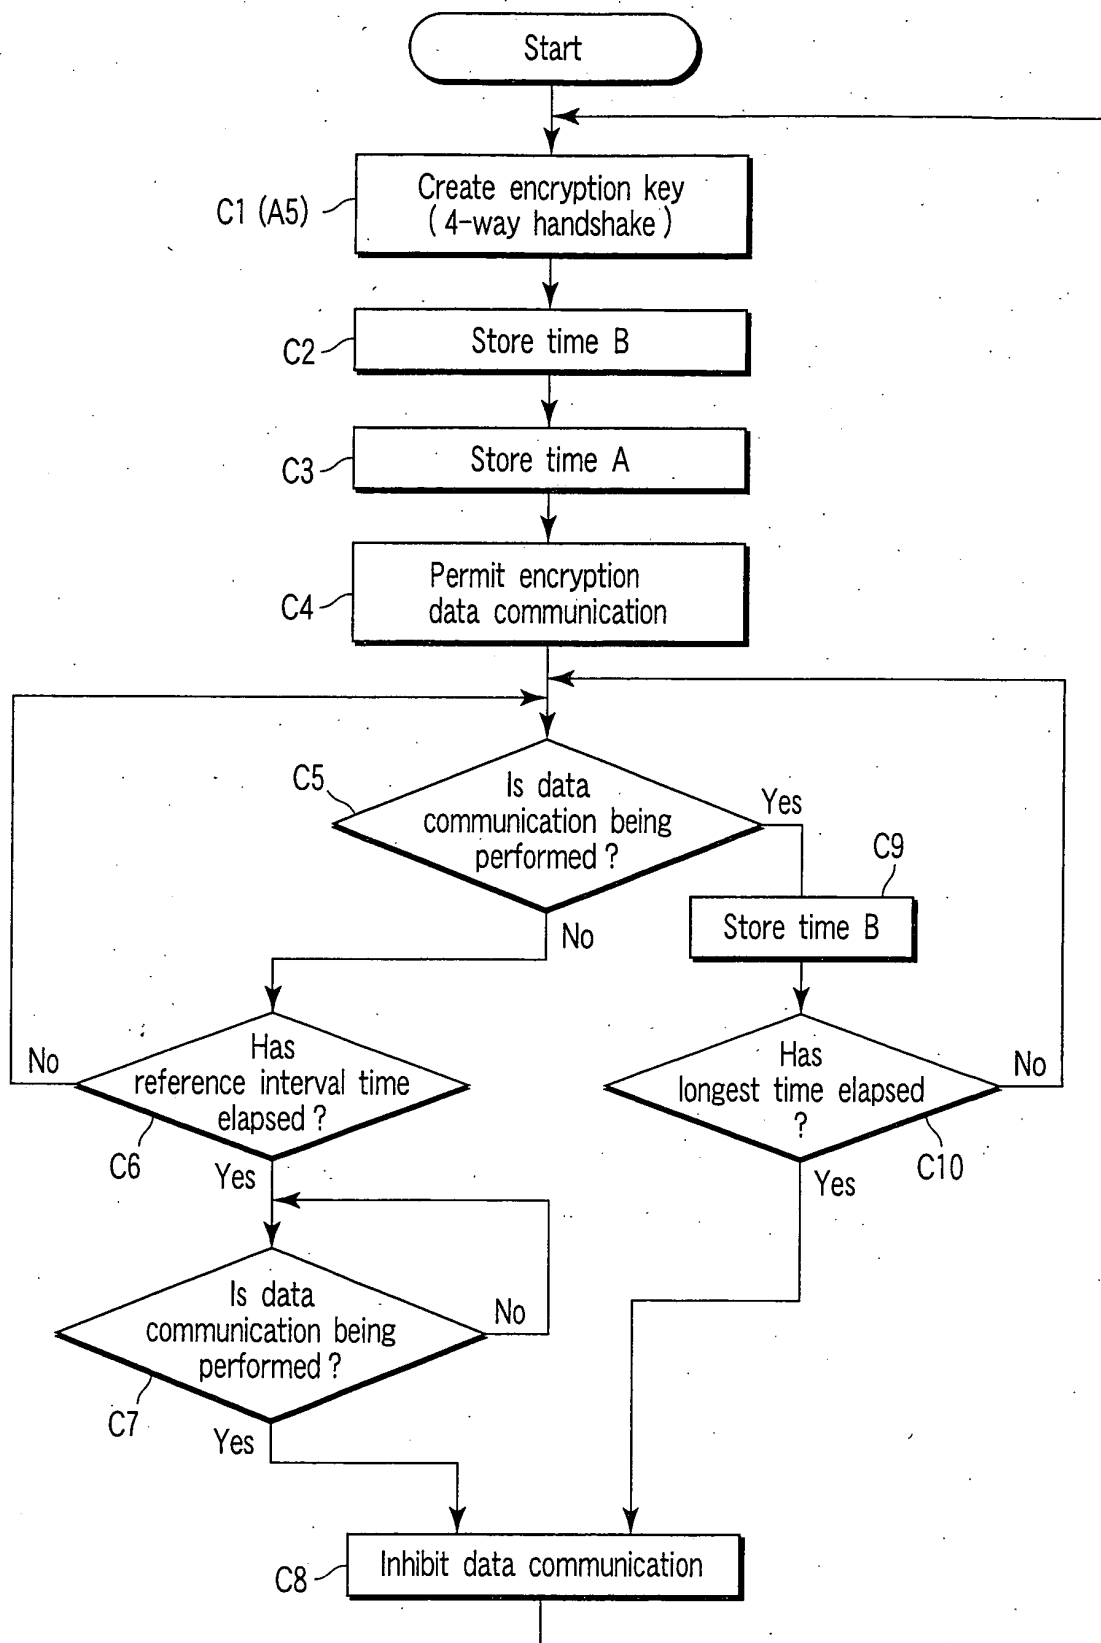 Start
Create encryption key
( 4-way handshake )
C1 (A5)
Store time B
C2
Store time A
C3
Permit encryption
data communication
C4
C5
Is data
communication being
performed ?
Yes
C9
Store time B
No
Has
reference interval time
elapsed ?
No
C6
Yes
Has
longest time elapsed
?
No
C10
Yes
Is data
communication being
performed ?
No
C7
Yes
Inhibit data communication
C8